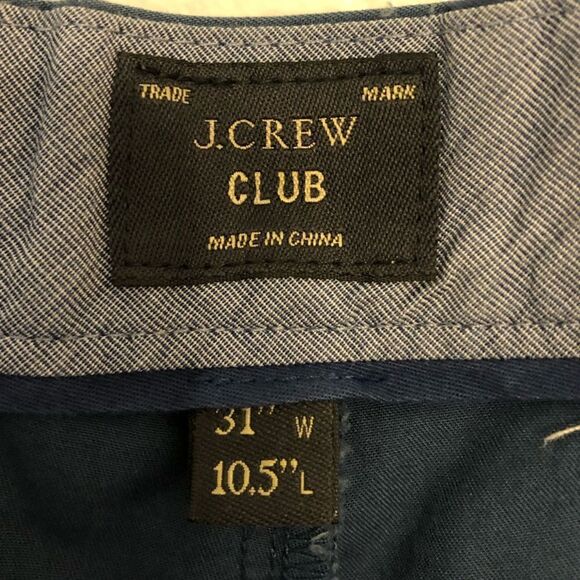 TRADE MARK
J.CREW
CLUB
MADE IN CHINA
31" W
10.5" L